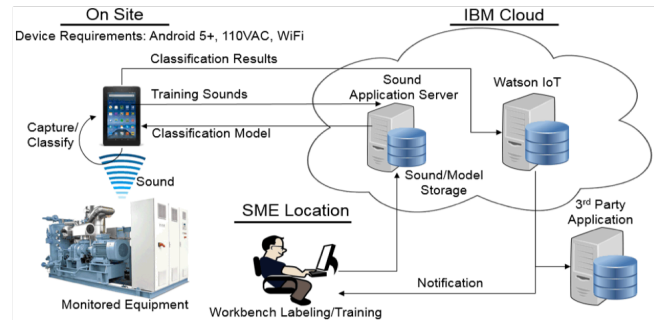 On Site
IBM Cloud
Device Requirements: Android 5+, 110VAC, WiFi
Classification Results
Sound
Application Server
Watson IoT
Training Sounds
Capture/
Classify
Classification Model
Sound
Sound/Model
Storage
SME Location
3rd Party
Application
Notification
Monitored Equipment
Workbench Labeling/Training